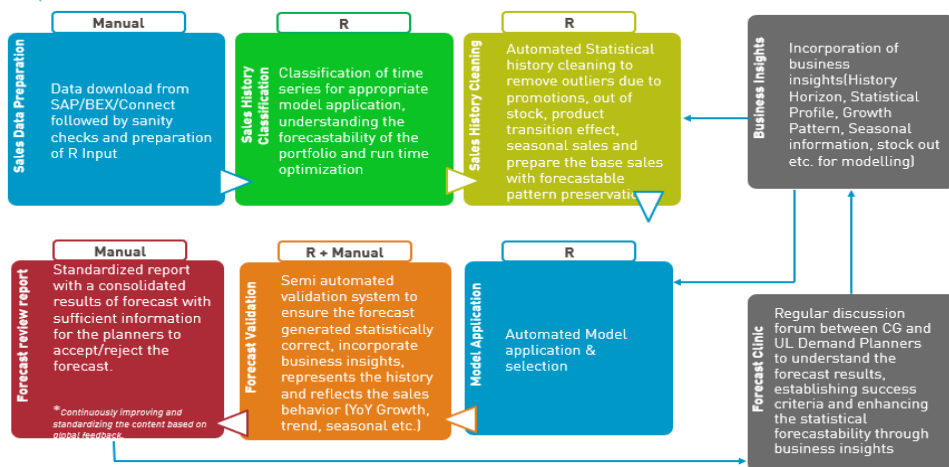 Manual
Sales Data Preparation
Data download from
SAP/BEX/Connect
followed by sanity
checks and preparation
of R Input
R
Sales History
Classification
Classification of time
series for appropriate
model application,
understanding the
forecastability of the
portfolio and run time
optimization
R
Sales History Cleaning
Automated Statistical
history cleaning to
remove outliers due to
promotions, out of
stock, product
transition effect,
seasonal sales and
prepare the base sales
with forecastable
pattern preservation
Business Insights
Incorporation of
business
insights(History
Horizon, Statistical
Profile, Growth
Pattern, Seasonal
information, stock out
etc. for modelling)
Manual
Forecast review report
Standardized report
with a consolidated
results of forecast with
sufficient information
for the planners to
accept/reject the
forecast.
*Continuously improving and
standardizing the content based on
global feedback.
R + Manual
Forecast Validation
Semi automated
validation system to
ensure the forecast
generated statistically
correct, incorporate
business insights,
represents the history
and reflects the sales
behavior (YoY Growth,
trend, seasonal etc.)
R
Model Application
Automated Model
application &
selection
Forecast Clinic
Regular discussion
forum between CG and
UL Demand Planners
to understand the
forecast results,
establishing success
criteria and enhancing
the statistical
forecastability through
business insights